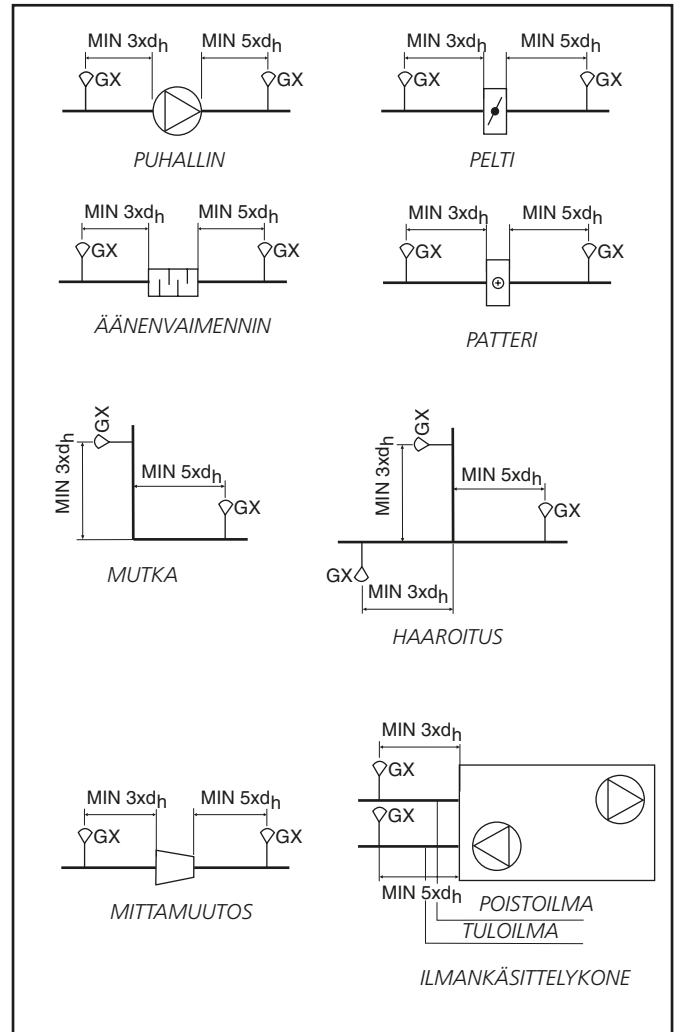 MIN 3xdh MIN 5xdh
GX GX
PUHALLIN
MIN 3xdh MIN 5xdh
GX GX
PELTI
MIN 3xdh MIN 5xdh
GX GX
ÄÄNENVAIMENNIN
MIN 3xdh MIN 5xdh
GX GX
PATTERI
GX
MIN 3xdh
MIN 5xdh
GX
MUTKA
GX
MIN 3xdh
MIN 5xdh
GX
GX
MIN 3xdh
HAAROITUS
MIN 3xdh MIN 5xdh
GX GX
MITTAMUUTOS
MIN 3xdh
GX
GX
MIN 5xdh
POISTOILMA
TULOILMA
ILMANKÄSITTELYKONE